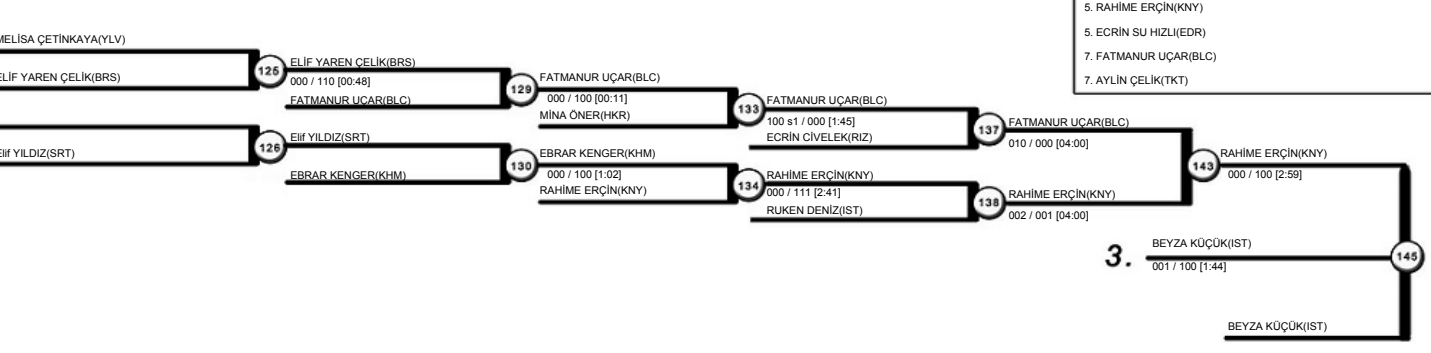 5. RAHİME ERÇİN(KNY)
5. ECRİN SU HIZLI(EDR)
7. FATMANUR UÇAR(BLC)
7. AYLİN ÇELİK(TKT)
MELİSA ÇETİNKAYA(YLV)
ELİF YAREN ÇELİK(BRS)
125
ELİF YAREN ÇELİK(BRS)
000 / 110 [00:48]
FATMANUR UÇAR(BLC)
129
FATMANUR UÇAR(BLC)
000 / 100 [00:11]
MİNA ÖNER(HKR)
133
FATMANUR UÇAR(BLC)
100 s1 / 000 [1:45]
ECRİN CİVELEK(RIZ)
137
FATMANUR UÇAR(BLC)
010 / 000 [04:00]
Elif YILDIZ(SRT)
126
Elif YILDIZ(SRT)
EBRAR KENGER(KHM)
130
EBRAR KENGER(KHM)
000 / 100 [1:02]
RAHİME ERÇİN(KNY)
134
RAHİME ERÇİN(KNY)
000 / 111 [2:41]
RUKEN DENİZ(IST)
138
RAHİME ERÇİN(KNY)
002 / 001 [04:00]
143
RAHİME ERÇİN(KNY)
000 / 100 [2:59]
3.
BEYZA KÜÇÜK(IST)
001 / 100 [1:44]
145
BEYZA KÜÇÜK(IST)